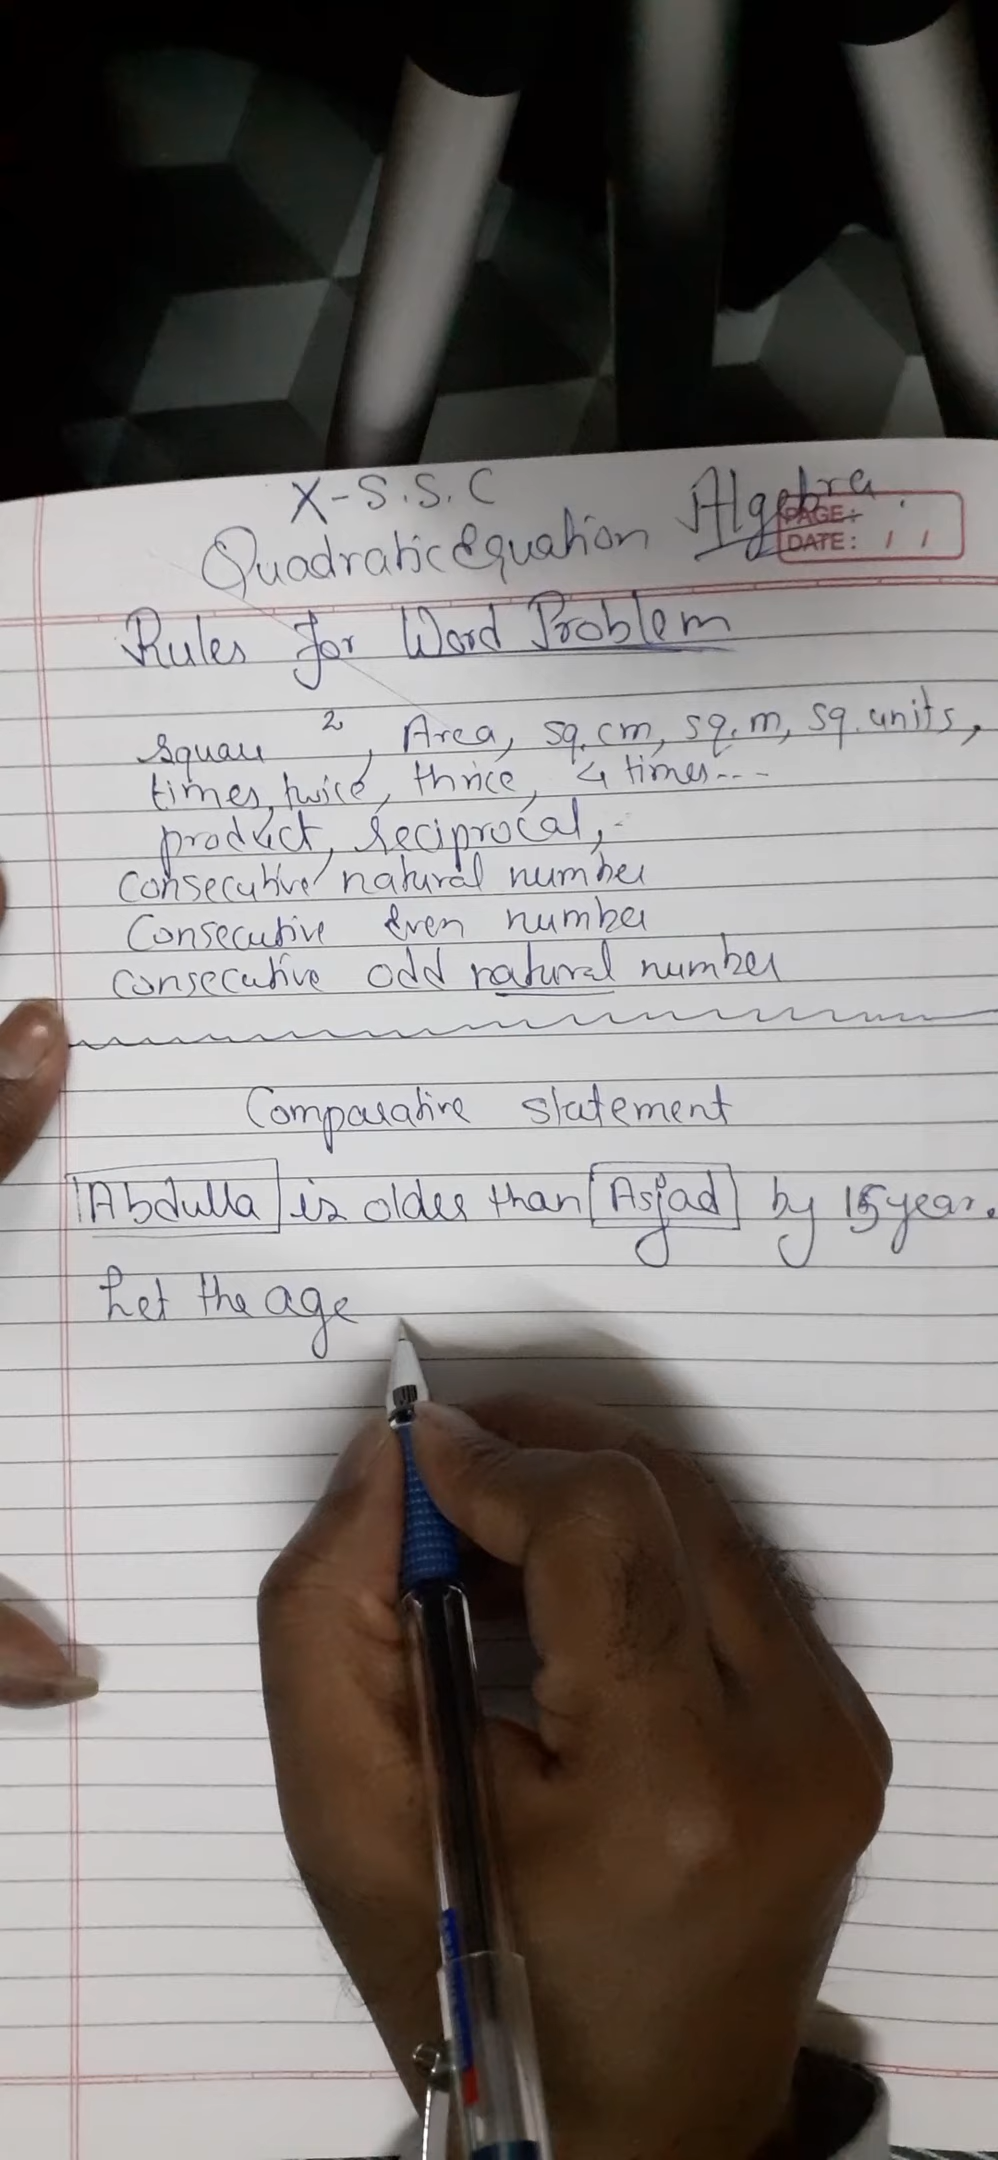 X-S.S.C
Algebra
PAGE:
DATE: / /
Quadratic Equation
Rules for Word Problem
square ², Area, sq.cm, sq.m, sq.units,
times, twice, thrice, 4 times---
product, reciprocal,
Consecutive natural number
Consecutive even number
consecutive odd natural number
Comparative statement
Abdulla is older than Asjad by 15 year.
Let the age